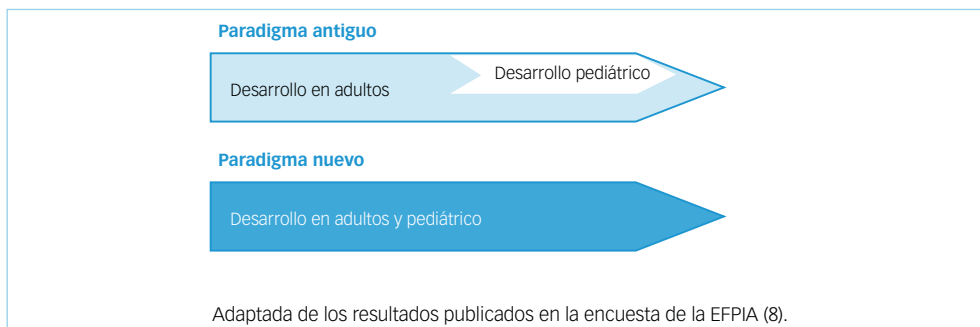 Paradigma antiguo
Desarrollo en adultos
Desarrollo pediátrico
Paradigma nuevo
Desarrollo en adultos y pediátrico
Adaptada de los resultados publicados en la encuesta de la EFPIA (8).